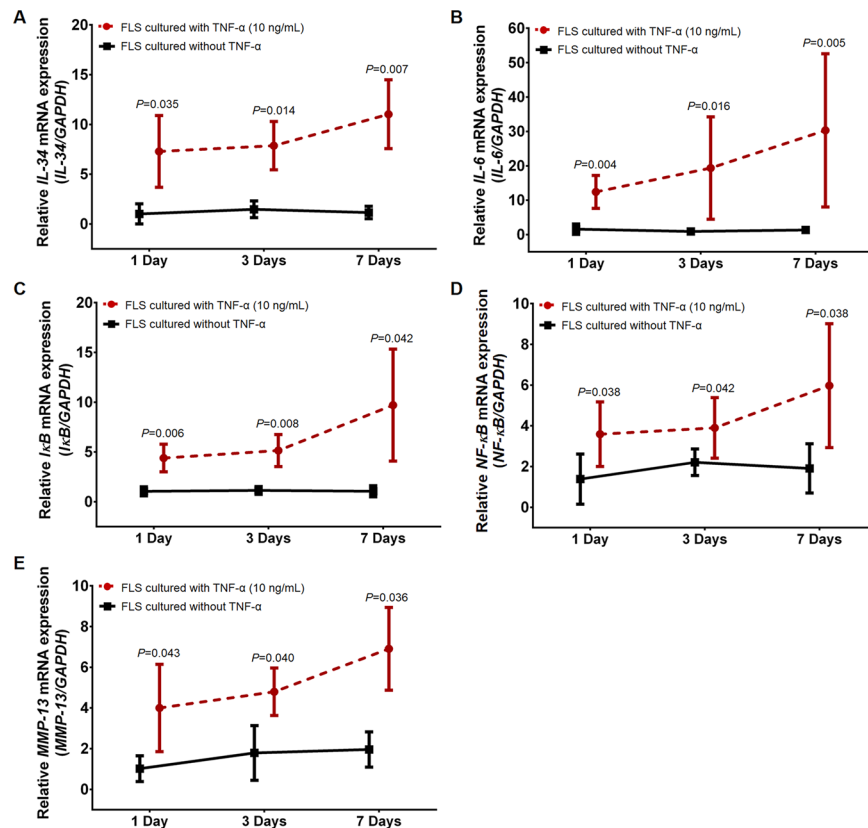 A
FLS cultured with TNF-α (10 ng/mL)
FLS cultured without TNF-α
Relative IL-34 mRNA expression
(IL-34/GAPDH)
20
15
10
5
0
P=0.035
P=0.014
P=0.007
1 Day
3 Days
7 Days
B
FLS cultured with TNF-α (10 ng/mL)
FLS cultured without TNF-α
Relative IL-6 mRNA expression
(IL-6/GAPDH)
60
50
40
30
20
10
0
P=0.004
P=0.016
P=0.005
1 Day
3 Days
7 Days
C
FLS cultured with TNF-α (10 ng/mL)
FLS cultured without TNF-α
Relative IκB mRNA expression
(IκB/GAPDH)
20
15
10
5
0
P=0.006
P=0.008
P=0.042
1 Day
3 Days
7 Days
D
FLS cultured with TNF-α (10 ng/mL)
FLS cultured without TNF-α
Relative NF-κB mRNA expression
(NF-κB/GAPDH)
10
8
6
4
2
0
P=0.038
P=0.042
P=0.038
1 Day
3 Days
7 Days
E
FLS cultured with TNF-α (10 ng/mL)
FLS cultured without TNF-α
Relative MMP-13 mRNA expression
(MMP-13/GAPDH)
10
8
6
4
2
0
P=0.043
P=0.040
P=0.036
1 Day
3 Days
7 Days